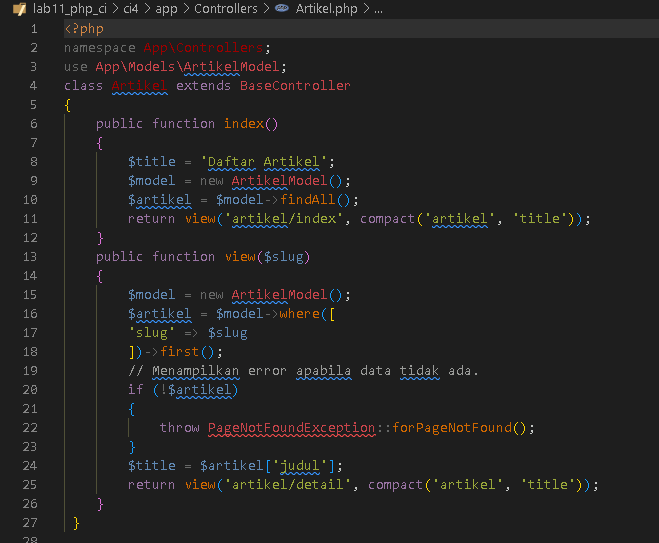 lab11_php_ci > ci4 > app > Controllers > Artikel.php > ...
1 <?php
2 namespace App\Controllers;
3 use App\Models\ArtikelModel;
4 class Artikel extends BaseController
5 {
6 public function index()
7 {
8 $title = 'Daftar Artikel';
9 $model = new ArtikelModel();
10 $artikel = $model->findAll();
11 return view('artikel/index', compact('artikel', 'title'));
12 }
13 public function view($slug)
14 {
15 $model = new ArtikelModel();
16 $artikel = $model->where([
17 'slug' => $slug
18 ])->first();
19 // Menampilkan error apabila data tidak ada.
20 if (!$artikel)
21 {
22 throw PageNotFoundException::forPageNotFound();
23 }
24 $title = $artikel['judul'];
25 return view('artikel/detail', compact('artikel', 'title'));
26 }
27 }
28